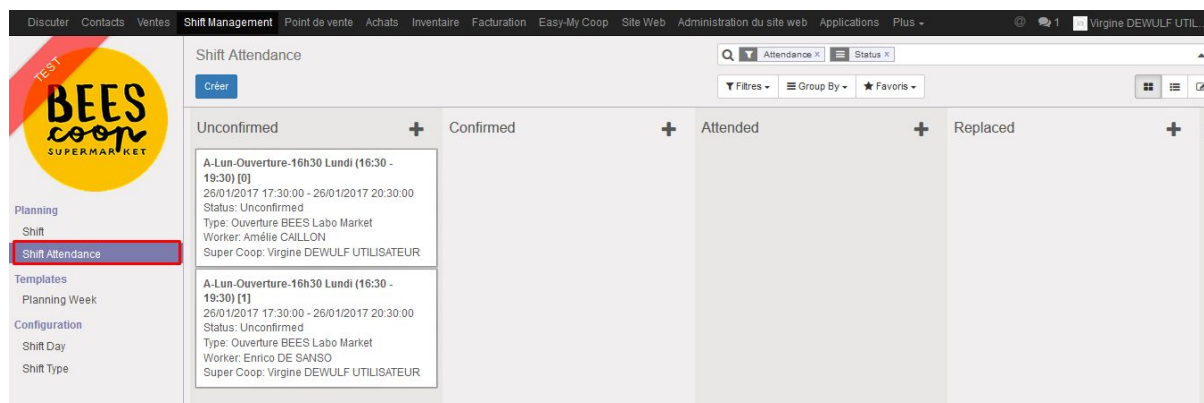 Discuter Contacts Ventes Shift Management Point de vente Achats Inventaire Facturation Easy-My Coop Site Web Administration du site web Applications Plus @ 1 Virgine DEWULF UTIL...
TEST
BEES
coop
SUPERMARKET
Shift Attendance
Attendance × Status ×
Créer
Filtres Group By Favoris
Planning
Shift
Shift Attendance
Templates
Planning Week
Configuration
Shift Day
Shift Type
Unconfirmed + Confirmed + Attended + Replaced +
A-Lun-Ouverture-16h30 Lundi (16:30 -
19:30) [0]
26/01/2017 17:30:00 - 26/01/2017 20:30:00
Status: Unconfirmed
Type: Ouverture BEES Labo Market
Worker: Amélie CAILLON
Super Coop: Virgine DEWULF UTILISATEUR
A-Lun-Ouverture-16h30 Lundi (16:30 -
19:30) [1]
26/01/2017 17:30:00 - 26/01/2017 20:30:00
Status: Unconfirmed
Type: Ouverture BEES Labo Market
Worker: Enrico DE SANSO
Super Coop: Virgine DEWULF UTILISATEUR